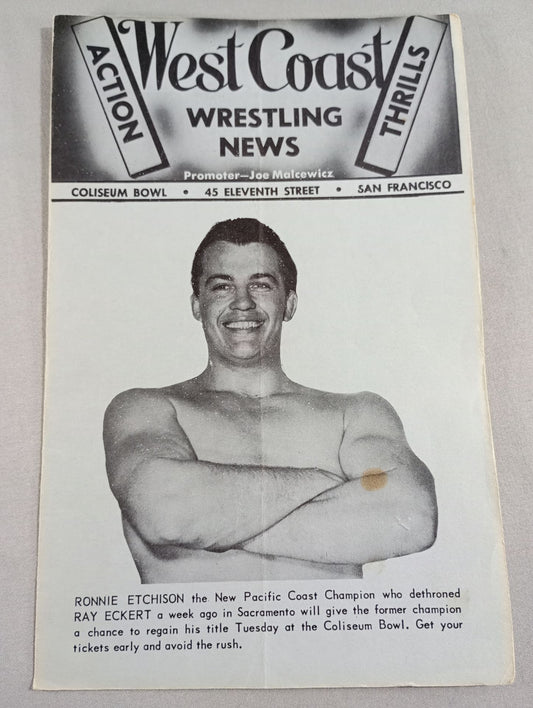 ACTION
West Coast
THRILLS
WRESTLING
NEWS
Promoter—Joe Malcewicz
COLISEUM BOWL • 45 ELEVENTH STREET • SAN FRANCISCO
RONNIE ETCHISON the New Pacific Coast Champion who dethroned
RAY ECKERT a week ago in Sacramento will give the former champion
a chance to regain his title Tuesday at the Coliseum Bowl. Get your
tickets early and avoid the rush.